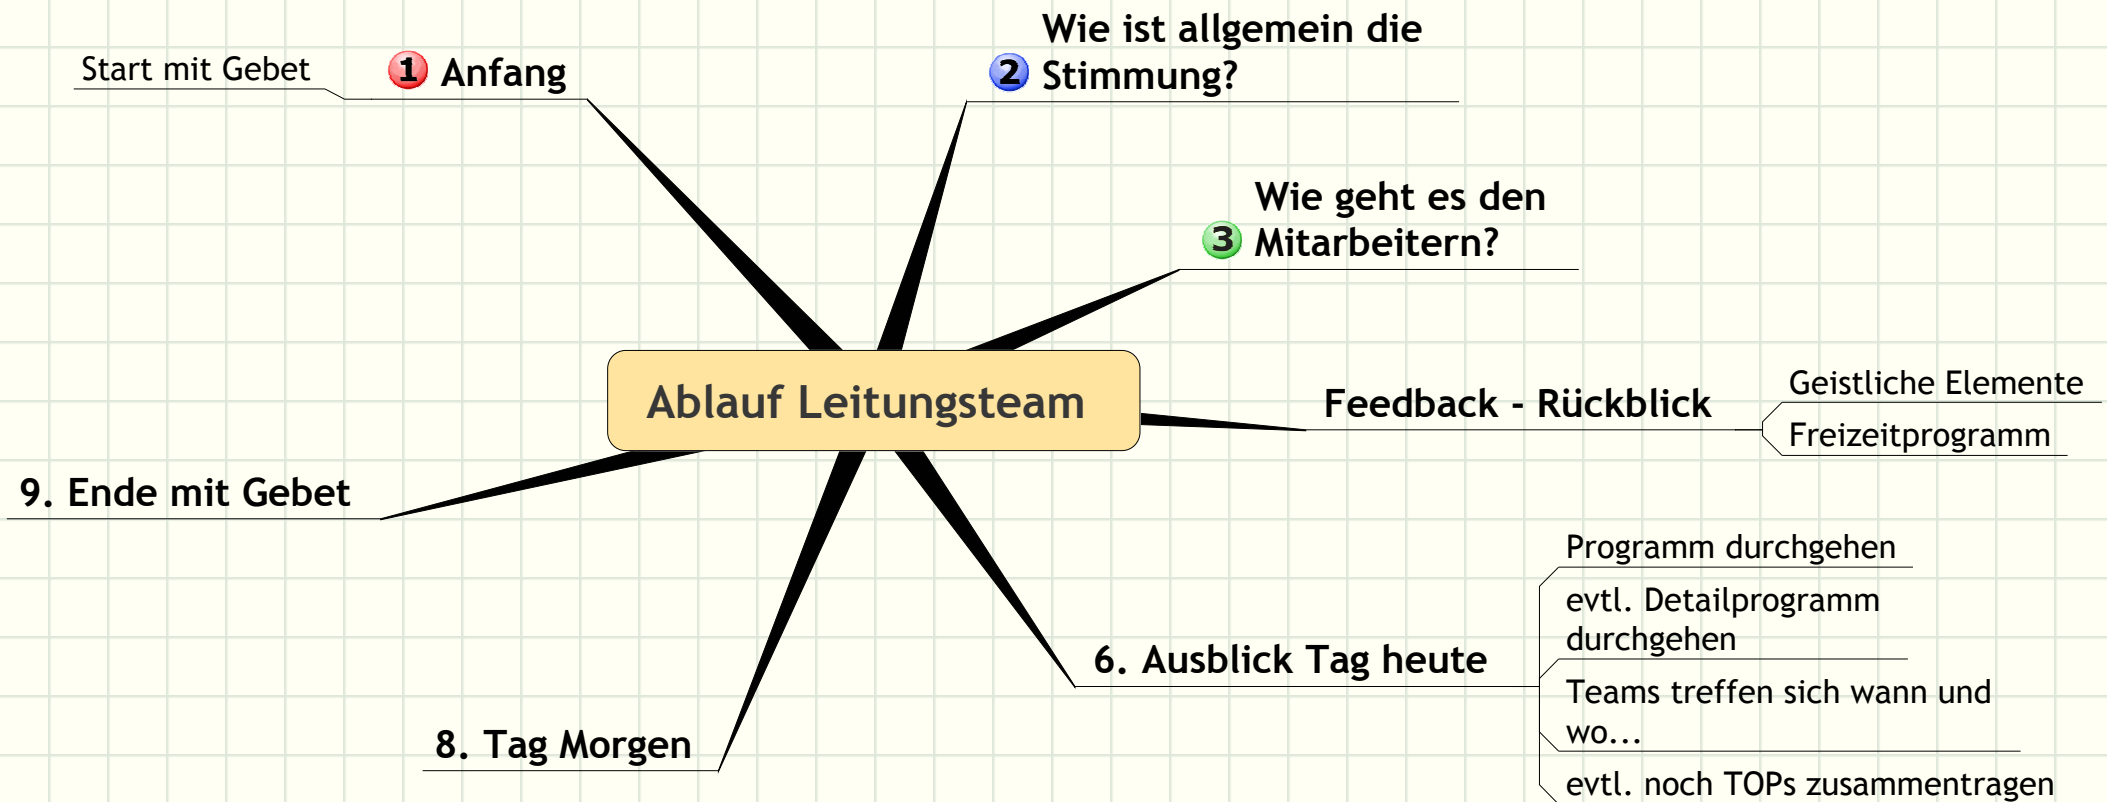 Ablauf Leitungsteam
1 Anfang
Start mit Gebet
2 Wie ist allgemein die
Stimmung?
3 Wie geht es den
Mitarbeitern?
Feedback - Rückblick
Geistliche Elemente
Freizeitprogramm
6. Ausblick Tag heute
Programm durchgehen
evtl. Detailprogramm
durchgehen
Teams treffen sich wann und
wo...
evtl. noch TOPs zusammentragen
8. Tag Morgen
9. Ende mit Gebet